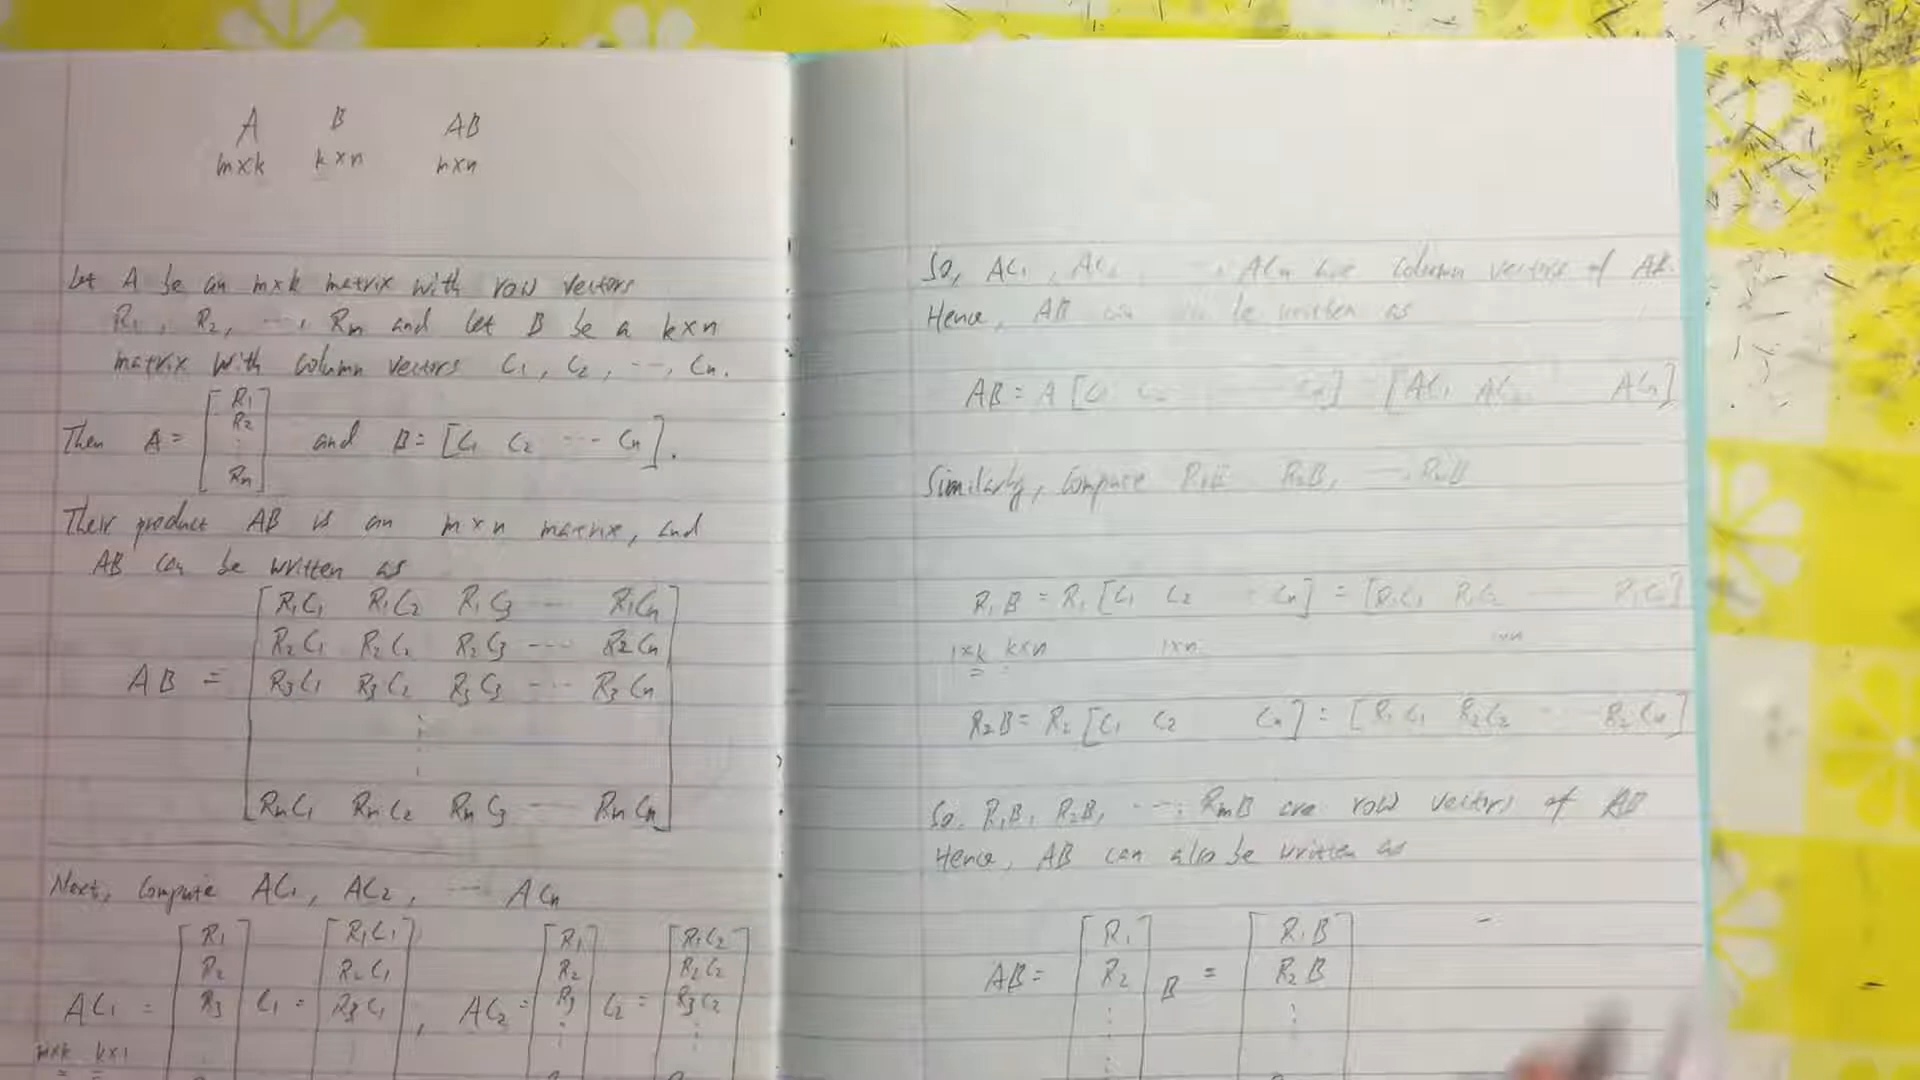 A B AB
m×k k×n m×n
Let A be an m×k matrix with row vectors
R₁, R₂, ⋯, Rm and let B be a k×n
matrix with column vectors C₁, C₂, ⋯, Cn.
Then A = [R₁ R₂ ⋮ Rm] and B = [C₁ C₂ ⋯ Cn].
Their product AB is an m×n matrix, and
AB can be written as
R₁C₁ R₁C₂ R₁C₃ ⋯ R₁Cn
R₂C₁ R₂C₂ R₂C₃ ⋯ R₂Cn
AB = R₃C₁ R₃C₂ R₃C₃ ⋯ R₃Cn
⋮
RmC₁ RmC₂ RmC₃ ⋯ RmCn
Next, compute AC₁, AC₂, ⋯ ACn
R₁ R₁C₁ R₁ R₁C₂
R₂ R₂C₁ R₂ R₂C₂
AC₁ = R₃ C₁ = R₃C₁, AC₂ = R₃ C₂ = R₃C₂
m×k k×1
So, AC₁, AC₂, ⋯, ACn are column vectors of AB.
Hence, AB can be written as
AB = A [C₁ C₂ Cn] [AC₁ AC₂ ACn]
Similarly, compute R₁B R₂B, ⋯, RmB
R₁B = R₁ [C₁ C₂ ⋯ Cn] = [R₁C₁ R₁C₂ ⋯ R₁Cn]
1×k k×n 1×n 1×n
R₂B = R₂ [C₁ C₂ Cn] = [R₂C₁ R₂C₂ ⋯ R₂Cn]
So, R₁B, R₂B, ⋯, RmB are row vectors of AB
Hence, AB can also be written as
R₁ R₁B
AB = R₂ B = R₂B
⋮ ⋮